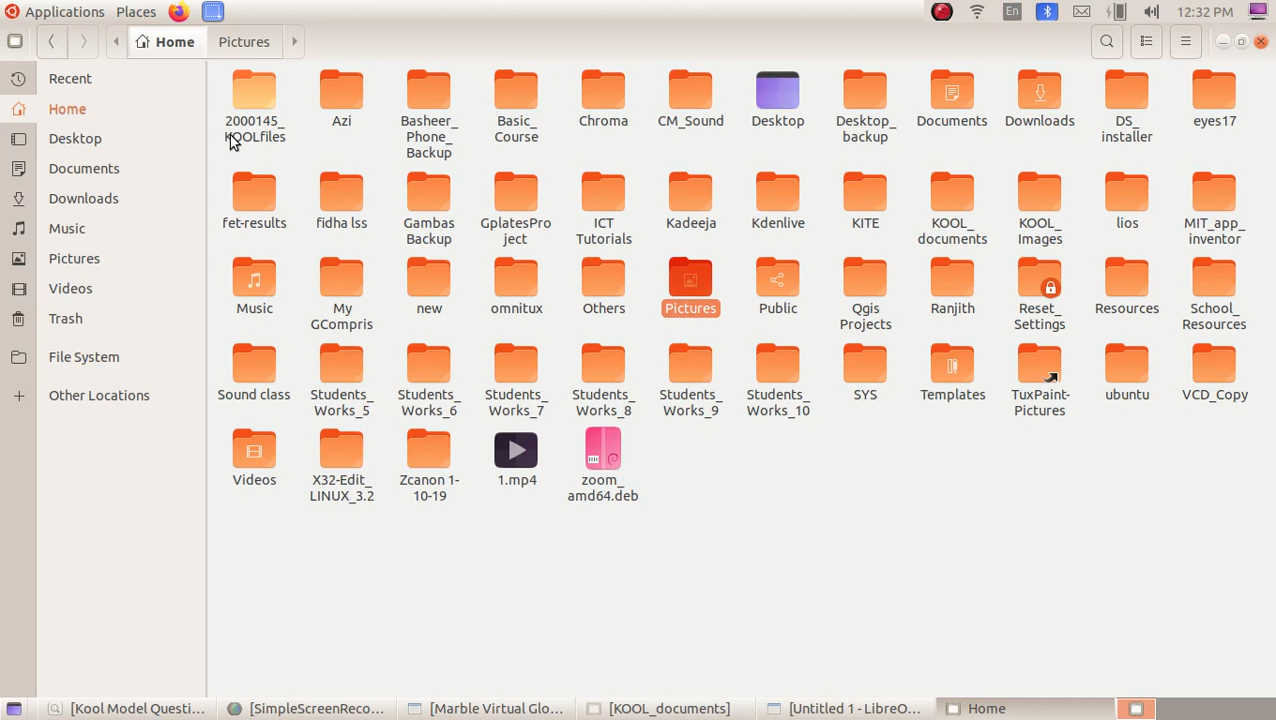 Applications Places En 12:32 PM
Home Pictures
Recent
Home
Desktop
Documents
Downloads
Music
Pictures
Videos
Trash
File System
Other Locations
2000145_
KOOLfiles
Azi
Basheer_
Phone_
Backup
Basic_
Course
Chroma
CM_Sound
Desktop
Desktop_
backup
Documents
Downloads
DS_
installer
eyes17
fet-results
fidha lss
Gambas
Backup
GplatesPro
ject
ICT
Tutorials
Kadeeja
Kdenlive
KITE
KOOL_
documents
KOOL_
Images
lios
MIT_app_
inventor
Music
My
GCompris
new
omnitux
Others
Pictures
Public
Qgis
Projects
Ranjith
Reset_
Settings
Resources
School_
Resources
Sound class
Students_
Works_5
Students_
Works_6
Students_
Works_7
Students_
Works_8
Students_
Works_9
Students_
Works_10
SYS
Templates
TuxPaint-
Pictures
ubuntu
VCD_Copy
Videos
X32-Edit_
LINUX_3.2
Zcanon 1-
10-19
1.mp4
zoom_
amd64.deb
[Kool Model Questi... [SimpleScreenReco... [Marble Virtual Glo... [KOOL_documents] [Untitled 1 - LibreO... Home